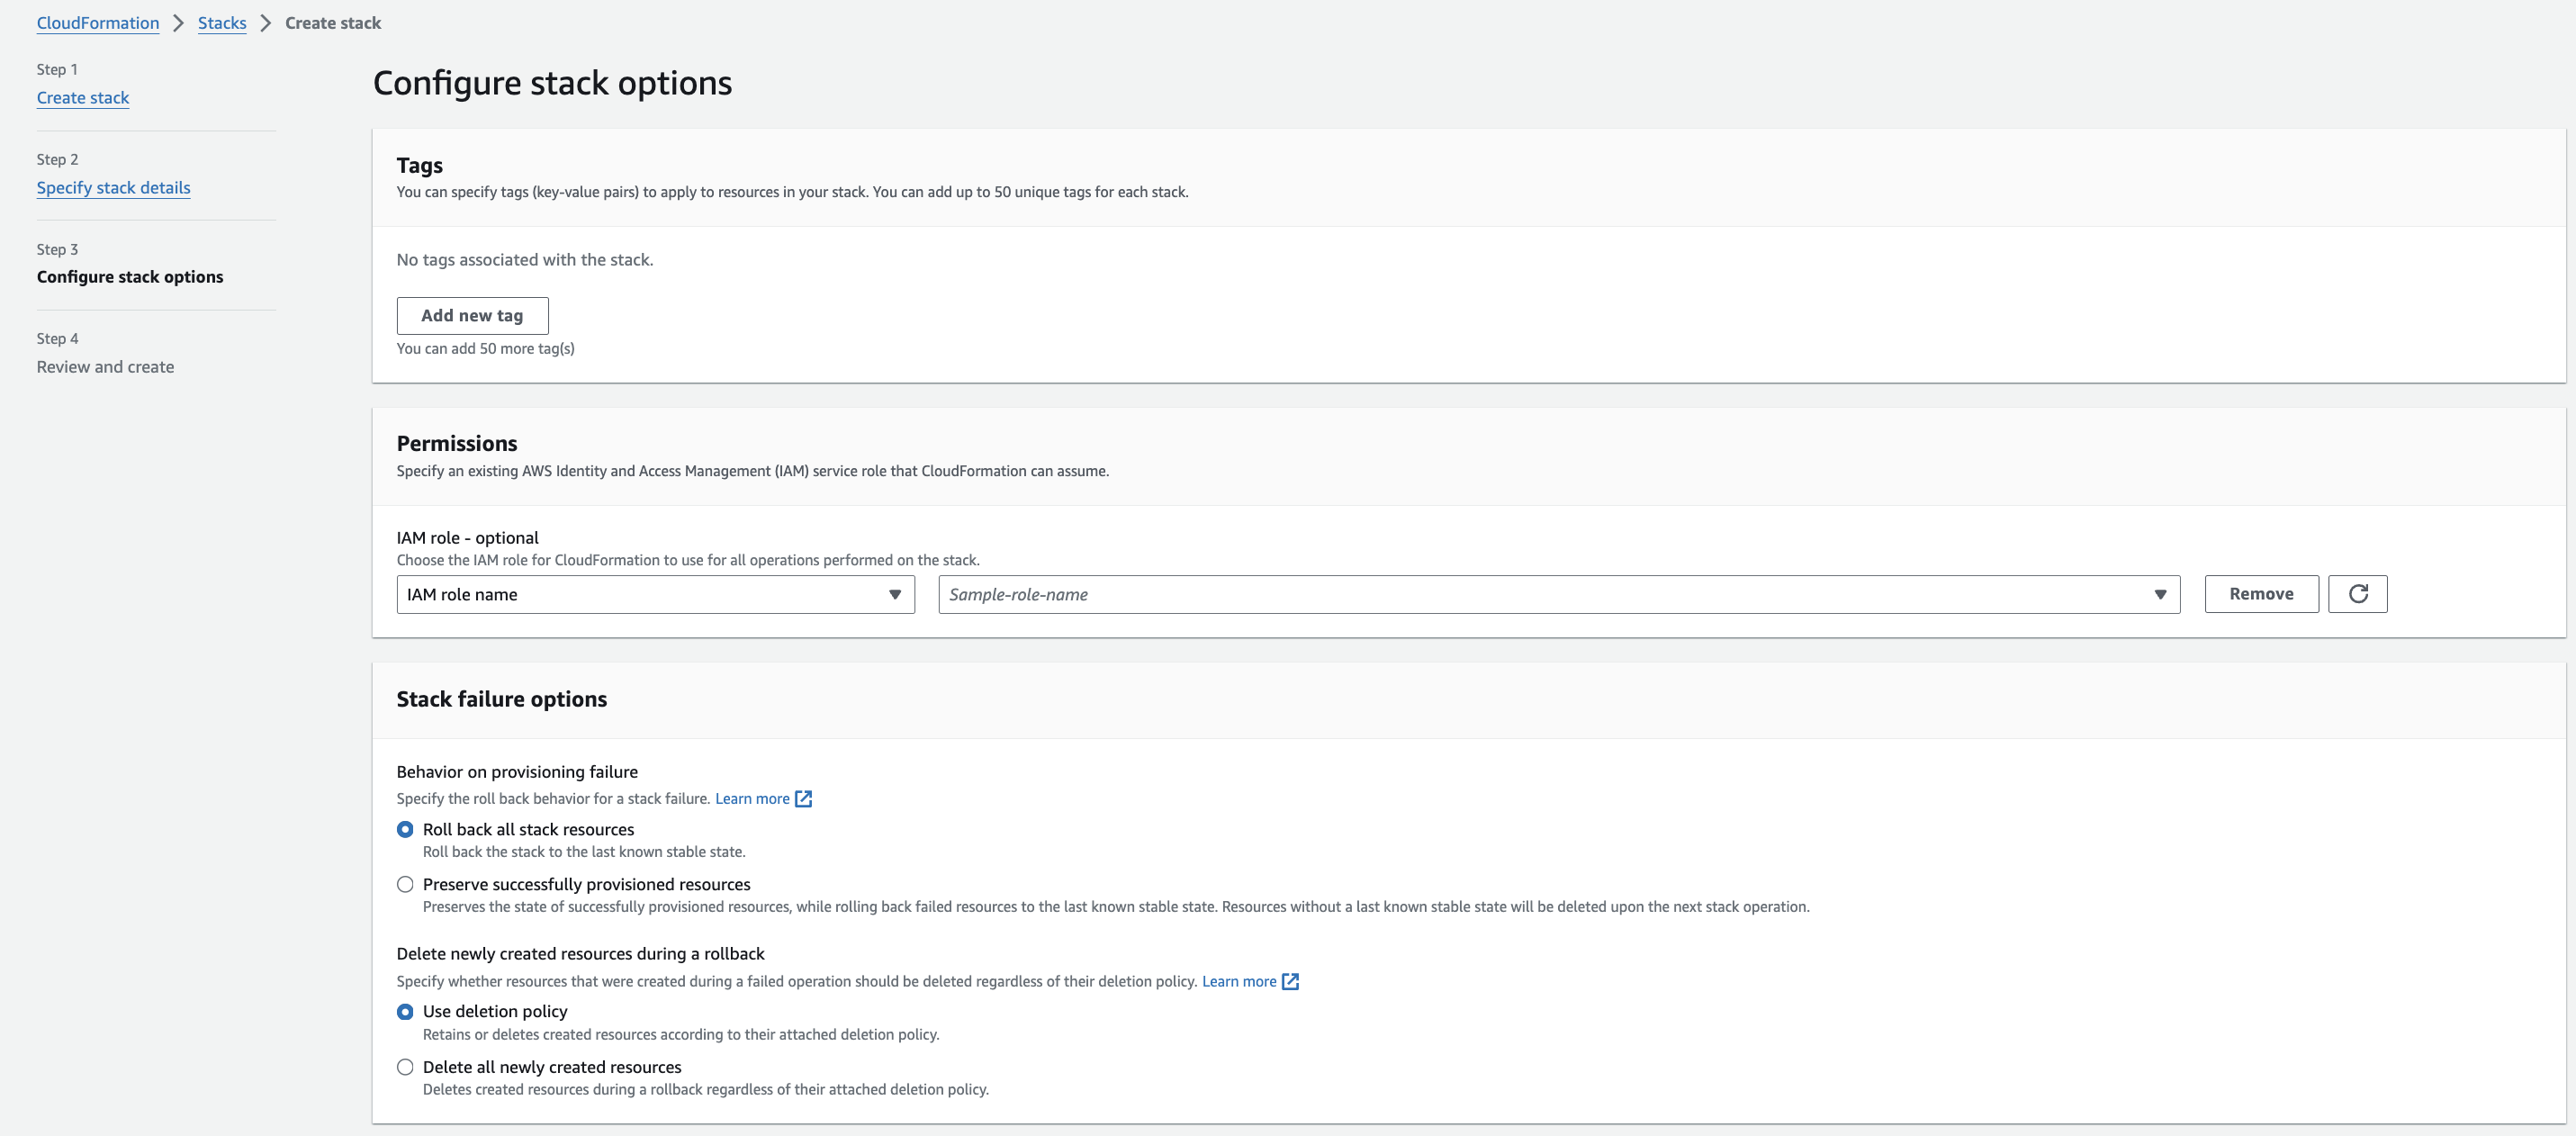 CloudFormation > Stacks > Create stack
Step 1
Create stack
Step 2
Specify stack details
Step 3
Configure stack options
Step 4
Review and create
Configure stack options
Tags
You can specify tags (key-value pairs) to apply to resources in your stack. You can add up to 50 unique tags for each stack.
No tags associated with the stack.
Add new tag
You can add 50 more tag(s)
Permissions
Specify an existing AWS Identity and Access Management (IAM) service role that CloudFormation can assume.
IAM role - optional
Choose the IAM role for CloudFormation to use for all operations performed on the stack.
IAM role name
Sample-role-name
Remove
Stack failure options
Behavior on provisioning failure
Specify the roll back behavior for a stack failure. Learn more
Roll back all stack resources
Roll back the stack to the last known stable state.
Preserve successfully provisioned resources
Preserves the state of successfully provisioned resources, while rolling back failed resources to the last known stable state. Resources without a last known stable state will be deleted upon the next stack operation.
Delete newly created resources during a rollback
Specify whether resources that were created during a failed operation should be deleted regardless of their deletion policy. Learn more
Use deletion policy
Retains or deletes created resources according to their attached deletion policy.
Delete all newly created resources
Deletes created resources during a rollback regardless of their attached deletion policy.